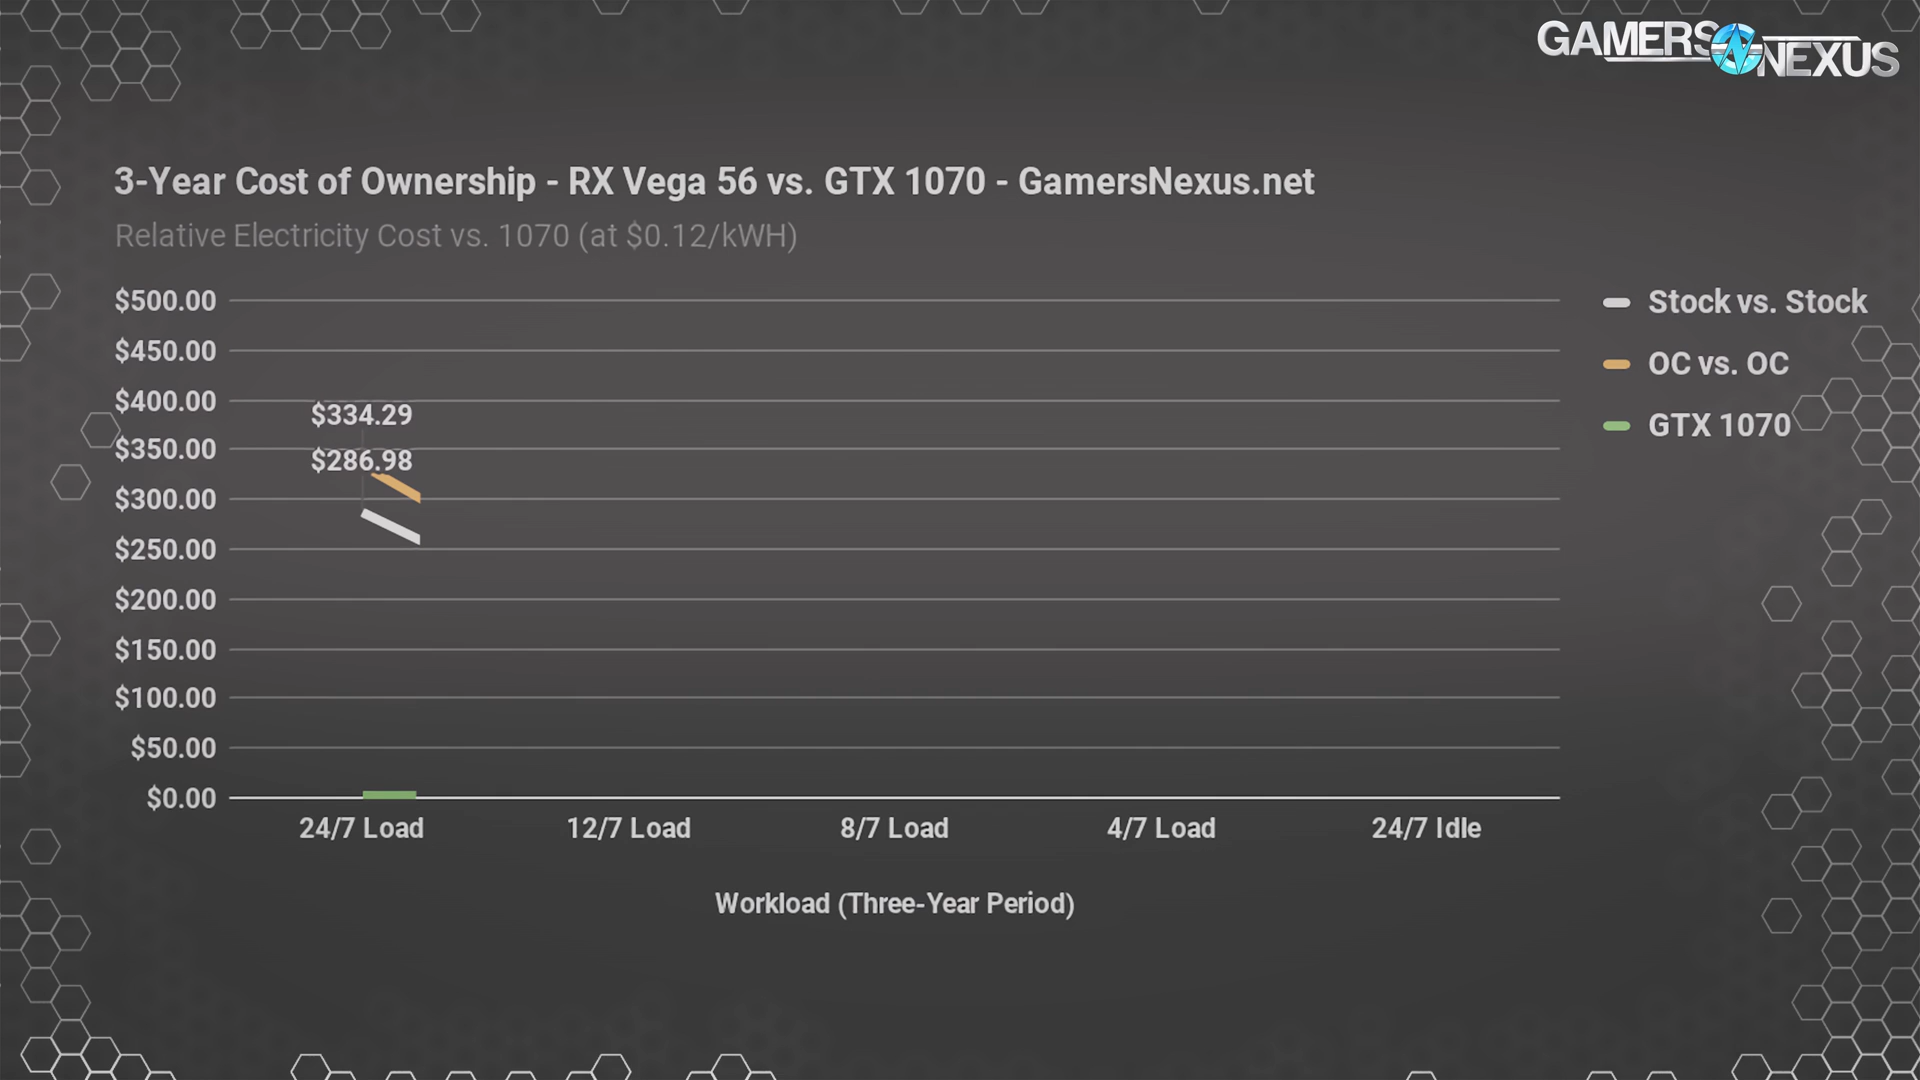 GAMERS NEXUS
3-Year Cost of Ownership - RX Vega 56 vs. GTX 1070 - GamersNexus.net
Relative Electricity Cost vs. 1070 (at $0.12/kWH)
$500.00
$450.00
$400.00
$350.00
$300.00
$250.00
$200.00
$150.00
$100.00
$50.00
$0.00
$334.29
$286.98
24/7 Load
12/7 Load
8/7 Load
4/7 Load
24/7 Idle
Workload (Three-Year Period)
Stock vs. Stock
OC vs. OC
GTX 1070